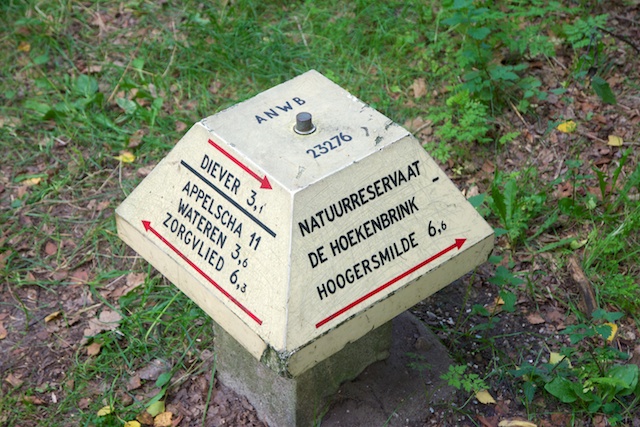 ANWB
23276
DIEVER 3,1
APPELSCHA 11
WATEREN 3,6
ZORGVLIED 6,3
NATUURRESERVAAT -
DE HOEKENBRINK
HOOGERSMILDE 6,6